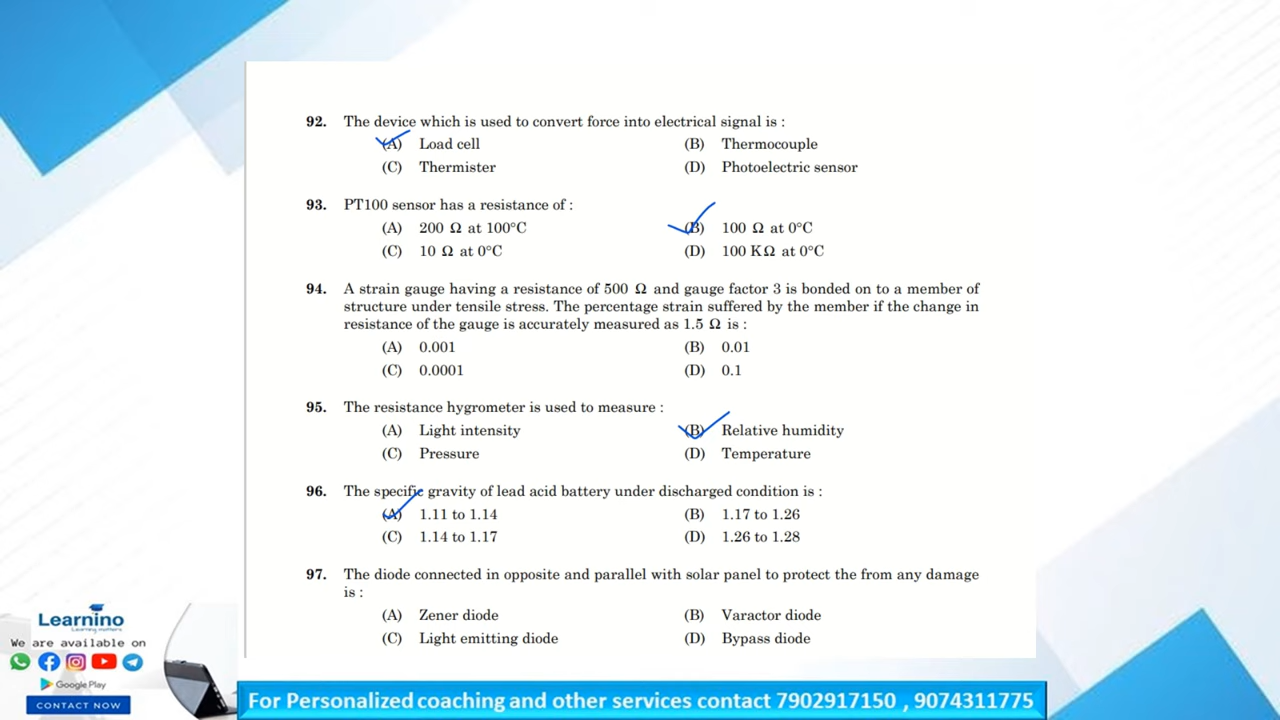 92. The device which is used to convert force into electrical signal is :
(A) Load cell (B) Thermocouple
(C) Thermister (D) Photoelectric sensor
93. PT100 sensor has a resistance of :
(A) 200 Ω at 100°C (B) 100 Ω at 0°C
(C) 10 Ω at 0°C (D) 100 KΩ at 0°C
94. A strain gauge having a resistance of 500 Ω and gauge factor 3 is bonded on to a member of
structure under tensile stress. The percentage strain suffered by the member if the change in
resistance of the gauge is accurately measured as 1.5 Ω is :
(A) 0.001 (B) 0.01
(C) 0.0001 (D) 0.1
95. The resistance hygrometer is used to measure :
(A) Light intensity (B) Relative humidity
(C) Pressure (D) Temperature
96. The specific gravity of lead acid battery under discharged condition is :
(A) 1.11 to 1.14 (B) 1.17 to 1.26
(C) 1.14 to 1.17 (D) 1.26 to 1.28
97. The diode connected in opposite and parallel with solar panel to protect the from any damage
is :
(A) Zener diode (B) Varactor diode
(C) Light emitting diode (D) Bypass diode
Learnino
Learning matters
We are available on
Google Play
CONTACT NOW
For Personalized coaching and other services contact 7902917150 , 9074311775